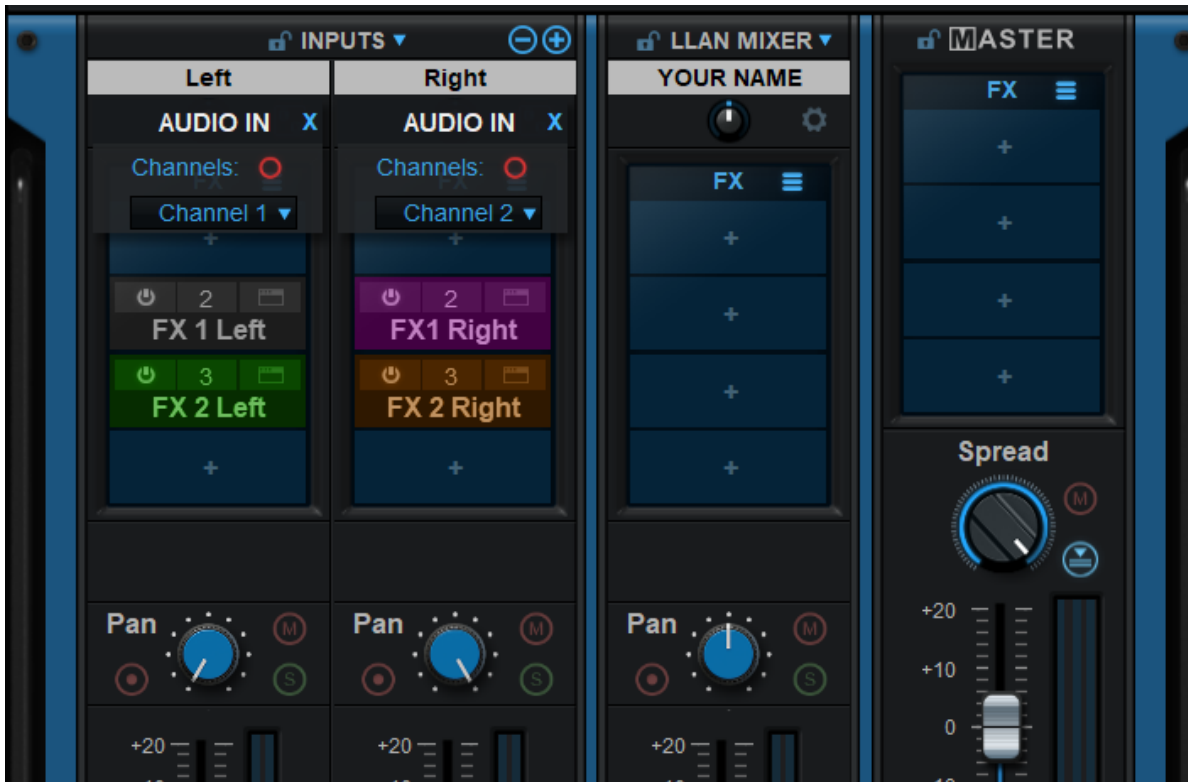 INPUTS
Left
AUDIO IN X
Channels:
FX
Channel 1
+
2
FX 1 Left
3
FX 2 Left
+
Pan
M
S
+20
Right
AUDIO IN X
Channels:
FX
Channel 2
+
2
FX1 Right
3
FX 2 Right
+
Pan
M
S
+20
LLAN MIXER
YOUR NAME
FX
+
+
+
+
Pan
M
S
+20
MASTER
FX
+
+
+
+
Spread
M
+20
+10
0